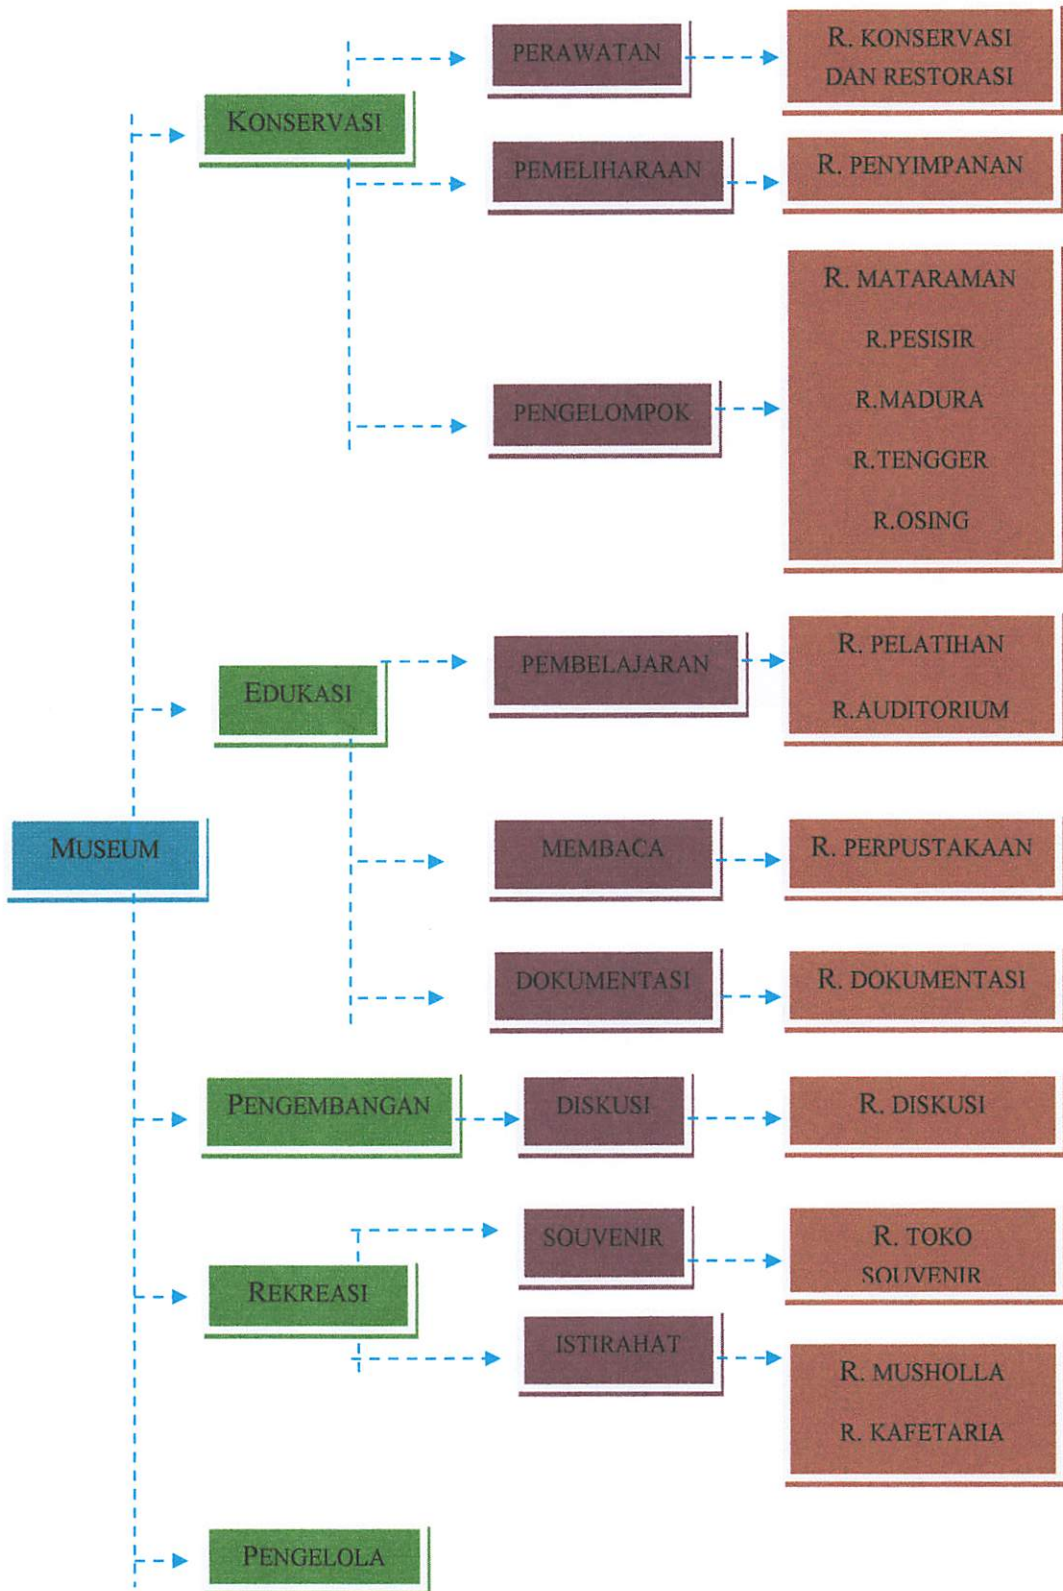 PERAWATAN
R. KONSERVASI
DAN RESTORASI
KONSERVASI
PEMELIHARAAN
R. PENYIMPANAN
PENGELOMPOK
R. MATARAMAN
R.PESISIR
R.MADURA
R.TENGGER
R.OSING
EDUKASI
PEMBELAJARAN
R. PELATIHAN
R.AUDITORIUM
MUSEUM
MEMBACA
R. PERPUSTAKAAN
DOKUMENTASI
R. DOKUMENTASI
PENGEMBANGAN
DISKUSI
R. DISKUSI
REKREASI
SOUVENIR
R. TOKO
SOUVENIR
ISTIRAHAT
R. MUSHOLLA
R. KAFETARIA
PENGELOLA